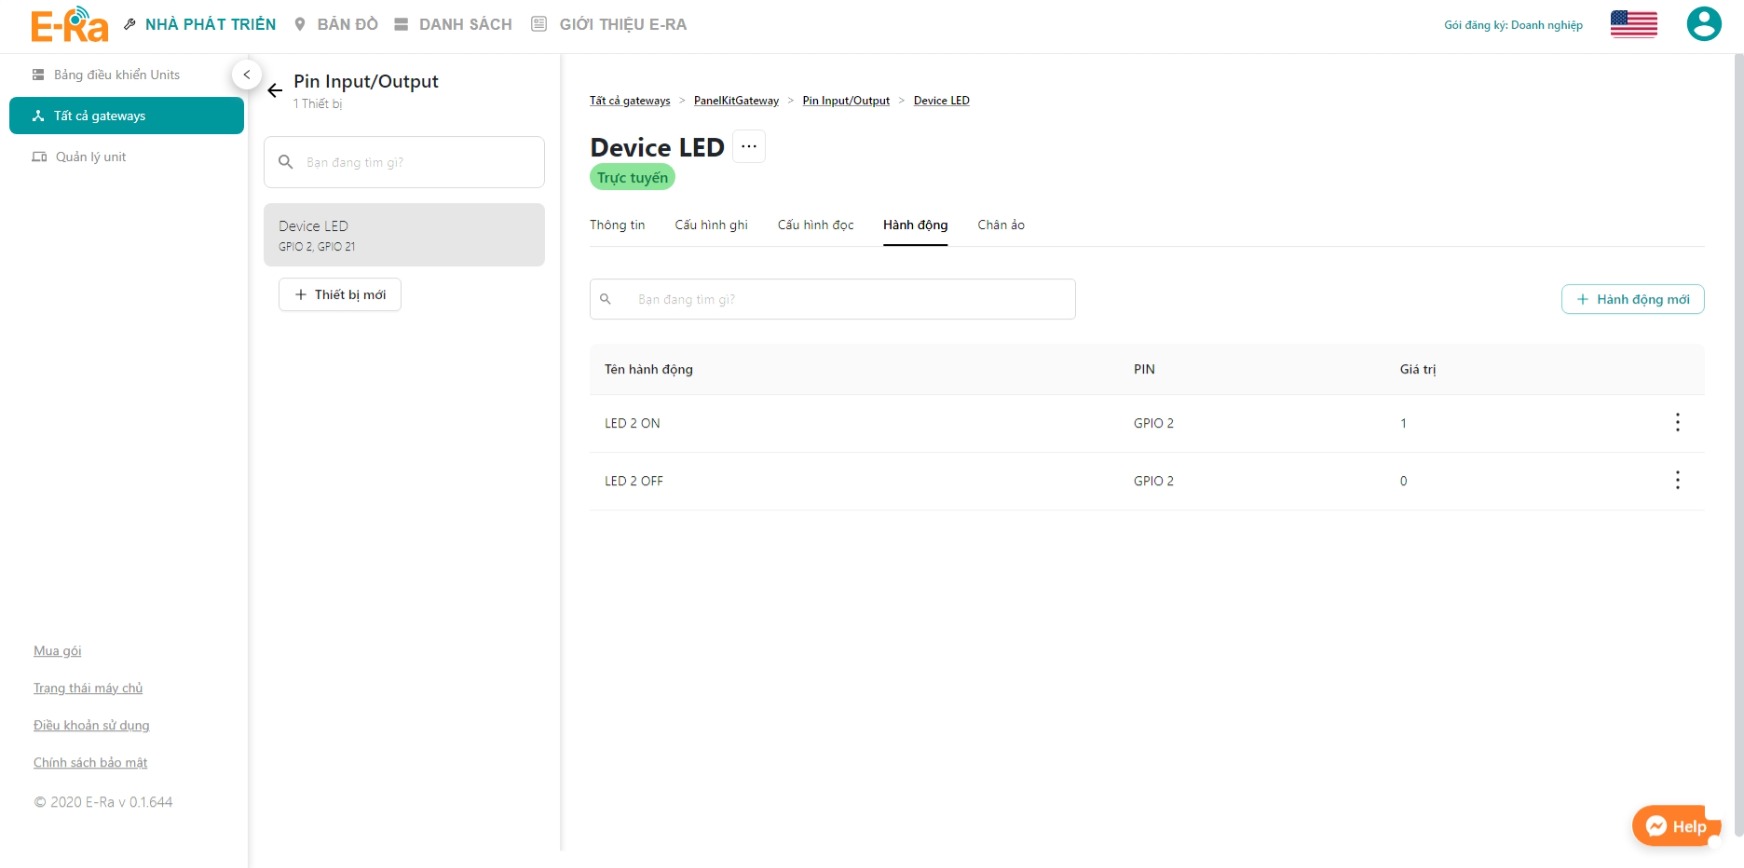 E-Ra
NHÀ PHÁT TRIỂN
BẢN ĐỒ
DANH SÁCH
GIỚI THIỆU E-RA
Gói đăng ký: Doanh nghiệp
Bảng điều khiển Units
Tất cả gateways
Quản lý unit
Mua gói
Trạng thái máy chủ
Điều khoản sử dụng
Chính sách bảo mật
© 2020 E-Ra v 0.1.644
Pin Input/Output
1 Thiết bị
Bạn đang tìm gì?
Device LED
GPIO 2, GPIO 21
+ Thiết bị mới
Tất cả gateways > PanelKitGateway > Pin Input/Output > Device LED
Device LED ...
Trực tuyến
Thông tin Cấu hình ghi Cấu hình đọc Hành động Chân ảo
Bạn đang tìm gì?
+ Hành động mới
Tên hành động PIN Giá trị
LED 2 ON GPIO 2 1
LED 2 OFF GPIO 2 0
Help